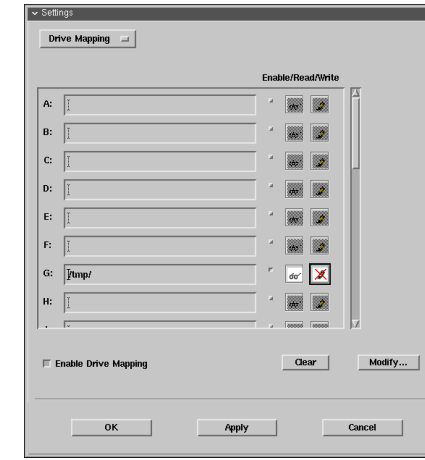 Settings
Drive Mapping
Enable/Read/Write
A:
B:
C:
D:
E:
F:
G: /tmp/
H:
Enable Drive Mapping
Clear
Modify...
OK
Apply
Cancel